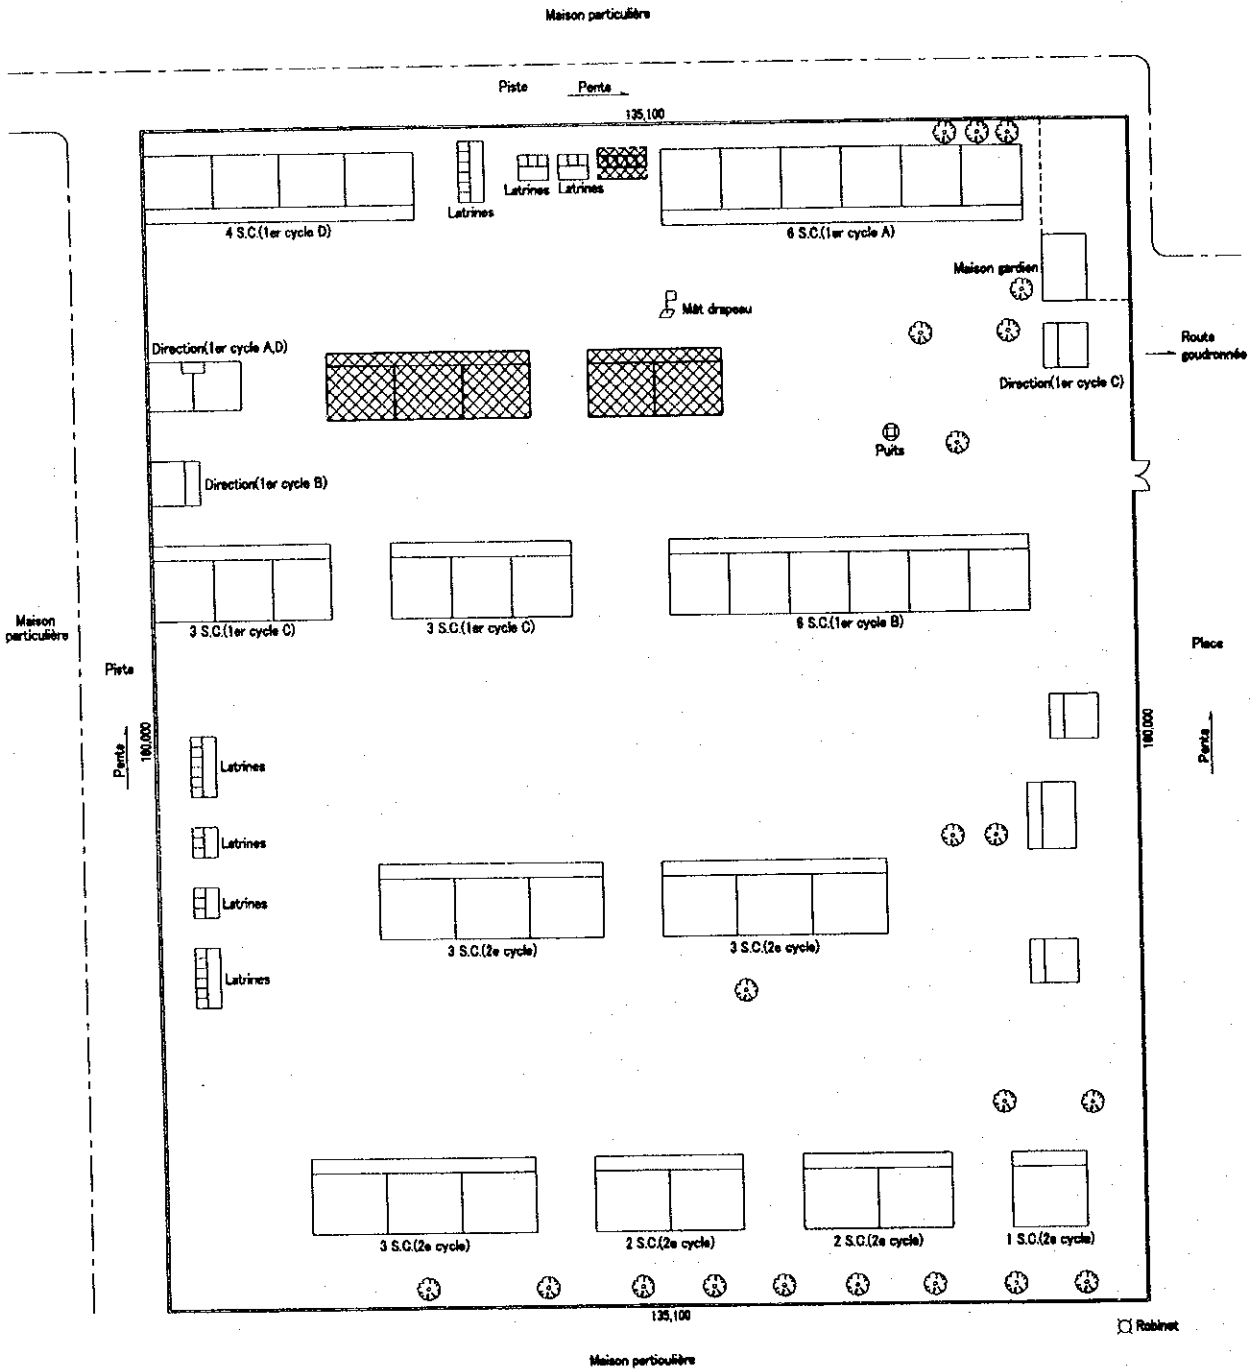 Maison particulière
Piste
Pente
135,100
Latrines
Latrines
Latrines
4 S.C.(1er cycle D)
6 S.C.(1er cycle A)
Maison gardien
Mât drapeau
Direction(1er cycle A,D)
Route
goudronnée
Direction(1er cycle C)
Puits
Direction(1er cycle B)
3 S.C.(1er cycle C)
3 S.C.(1er cycle C)
6 S.C.(1er cycle B)
Maison
particulière
Piste
Place
Pente
160,000
160,000
Pente
Latrines
Latrines
Latrines
Latrines
3 S.C.(2e cycle)
3 S.C.(2e cycle)
3 S.C.(2e cycle)
2 S.C.(2e cycle)
2 S.C.(2e cycle)
1 S.C.(2e cycle)
135,100
Robinet
Maison particulière